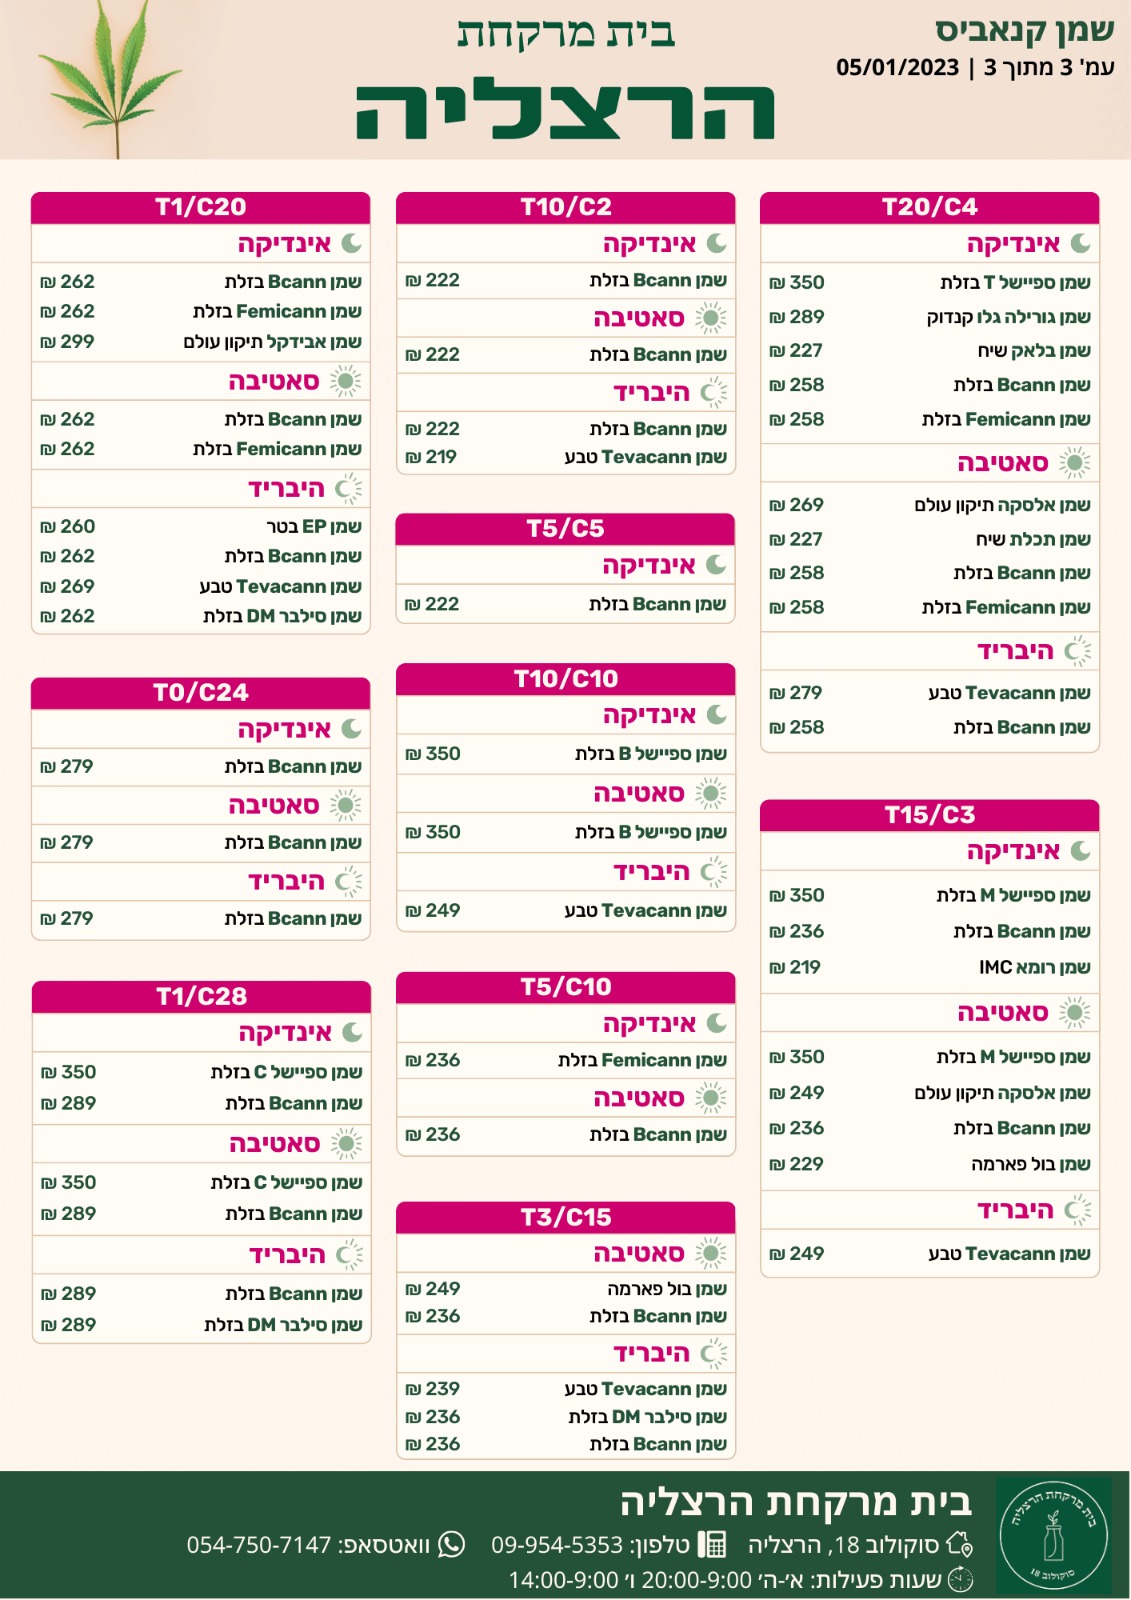 שמן קנאביס
עמ' 3 מתוך 3 | 05/01/2023
בית מרקחת
הרצליה
T20/C4
אינדיקה
שמן ספיישל T בזלת 350 ₪
שמן גורילה גלו קנדוק 289 ₪
שמן בלאק שיח 227 ₪
שמן Bcann בזלת 258 ₪
שמן Femicann בזלת 258 ₪
סאטיבה
שמן אלסקה תיקון עולם 269 ₪
שמן תכלת שיח 227 ₪
שמן Bcann בזלת 258 ₪
שמן Femicann בזלת 258 ₪
היבריד
שמן Tevacann טבע 279 ₪
שמן Bcann בזלת 258 ₪
T15/C3
אינדיקה
שמן ספיישל M בזלת 350 ₪
שמן Bcann בזלת 236 ₪
שמן רומא IMC 219 ₪
סאטיבה
שמן ספיישל M בזלת 350 ₪
שמן אלסקה תיקון עולם 249 ₪
שמן Bcann בזלת 236 ₪
שמן בול פארמה 229 ₪
היבריד
שמן Tevacann טבע 249 ₪
T10/C2
אינדיקה
שמן Bcann בזלת 222 ₪
סאטיבה
שמן Bcann בזלת 222 ₪
היבריד
שמן Bcann בזלת 222 ₪
שמן Tevacann טבע 219 ₪
T5/C5
אינדיקה
שמן Bcann בזלת 222 ₪
T10/C10
אינדיקה
שמן ספיישל B בזלת 350 ₪
סאטיבה
שמן ספיישל B בזלת 350 ₪
היבריד
שמן Tevacann טבע 249 ₪
T5/C10
אינדיקה
שמן Femicann בזלת 236 ₪
סאטיבה
שמן Bcann בזלת 236 ₪
T3/C15
סאטיבה
שמן בול פארמה 249 ₪
שמן Bcann בזלת 236 ₪
היבריד
שמן Tevacann טבע 239 ₪
שמן סילבר DM בזלת 236 ₪
שמן Bcann בזלת 236 ₪
T1/C20
אינדיקה
שמן Bcann בזלת 262 ₪
שמן Femicann בזלת 262 ₪
שמן אבידקל תיקון עולם 299 ₪
סאטיבה
שמן Bcann בזלת 262 ₪
שמן Femicann בזלת 262 ₪
היבריד
שמן EP בטר 260 ₪
שמן Bcann בזלת 262 ₪
שמן Tevacann טבע 269 ₪
שמן סילבר DM בזלת 262 ₪
T0/C24
אינדיקה
שמן Bcann בזלת 279 ₪
סאטיבה
שמן Bcann בזלת 279 ₪
היבריד
שמן Bcann בזלת 279 ₪
T1/C28
אינדיקה
שמן ספיישל C בזלת 350 ₪
שמן Bcann בזלת 289 ₪
סאטיבה
שמן ספיישל C בזלת 350 ₪
שמן Bcann בזלת 289 ₪
היבריד
שמן Bcann בזלת 289 ₪
שמן סילבר DM בזלת 289 ₪
בית מרקחת הרצליה
סוקולוב 18
בית מרקחת הרצליה
סוקולוב 18, הרצליה טלפון: 09-954-5353 וואטסאפ: 054-750-7147
שעות פעילות: א׳-ה׳ 20:00-9:00 ו׳ 14:00-9:00